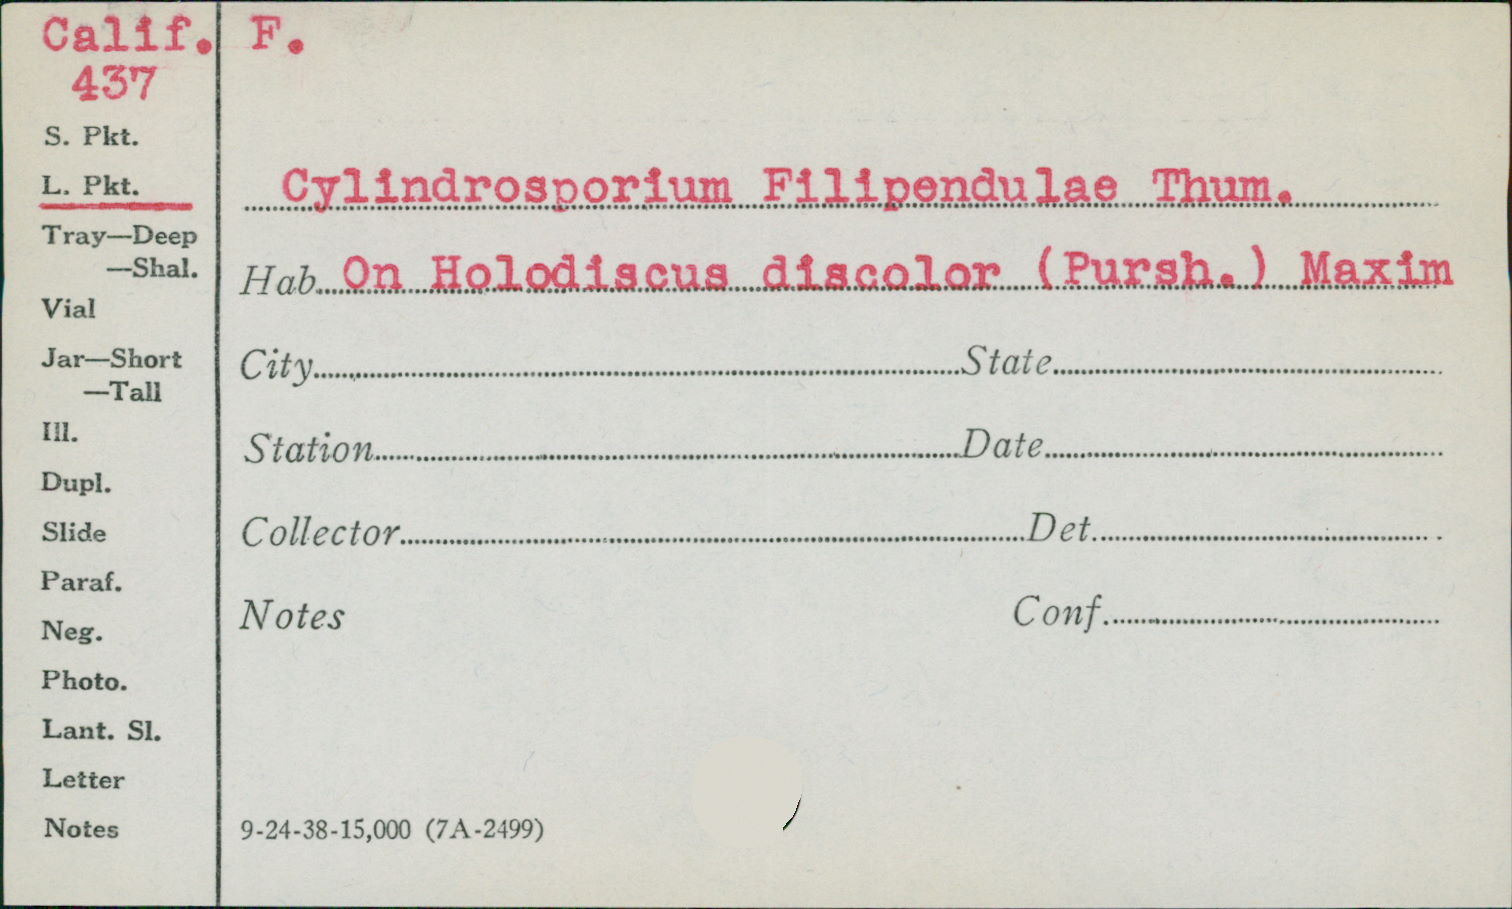 Calif. F.
437
S. Pkt.
L. Pkt.
Cylindrosporium Filipendulae Thum.
Tray—Deep
—Shal.
Hab. On Holodiscus discolor (Pursh.) Maxim
Vial
Jar—Short
—Tall
City State
Ill.
Station Date
Dupl.
Slide
Collector Det.
Paraf.
Neg.
Notes Conf.
Photo.
Lant. Sl.
Letter
Notes
9-24-38-15,000 (7A-2499)